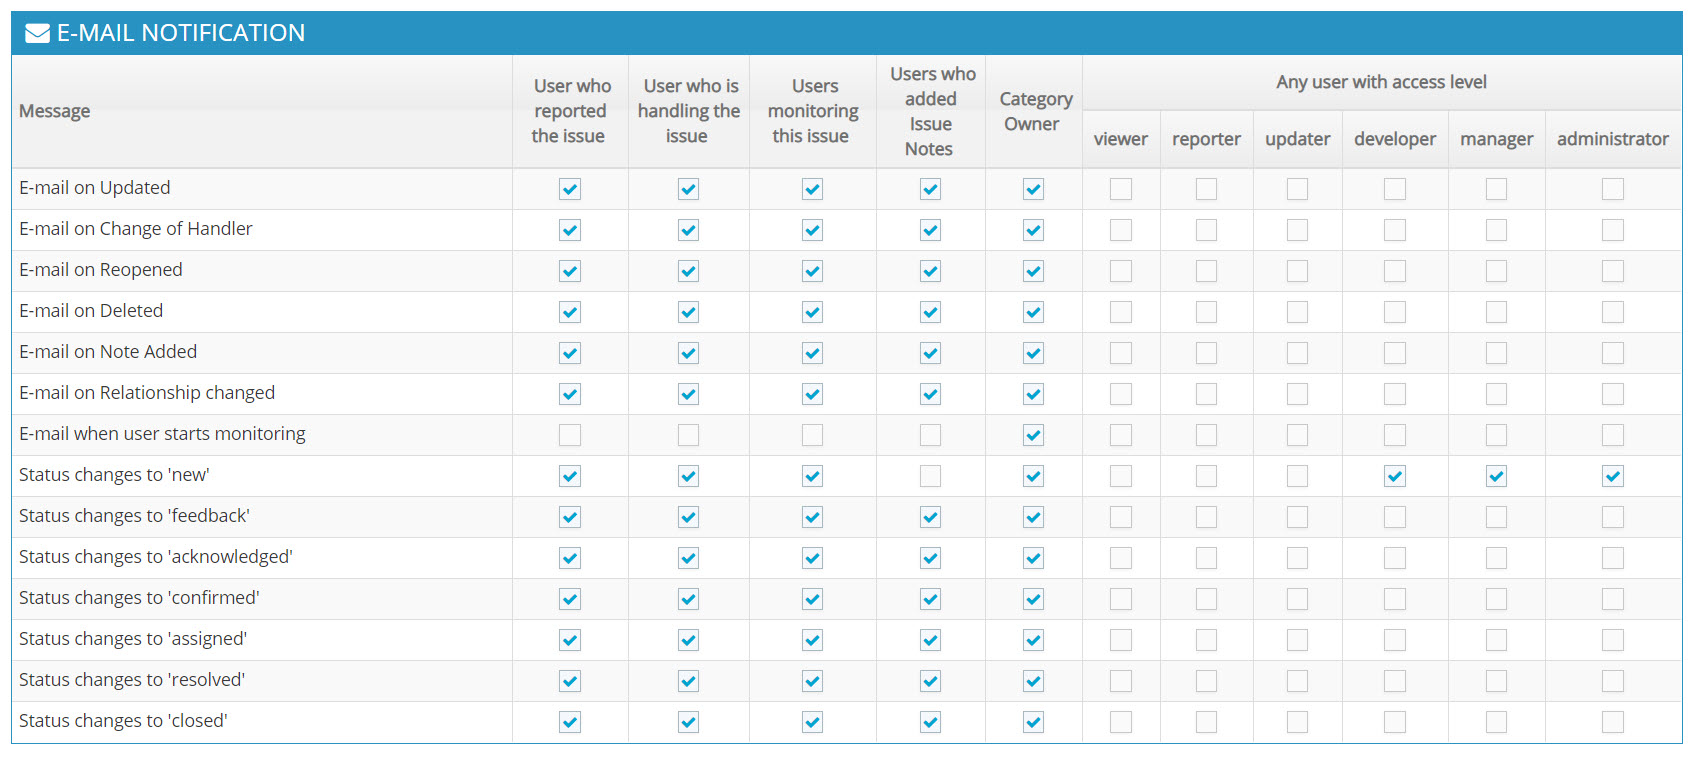 E-MAIL NOTIFICATION
Message
User who
reported
the issue
User who is
handling the
issue
Users
monitoring
this issue
Users who
added
Issue
Notes
Category
Owner
Any user with access level
viewer
reporter
updater
developer
manager
administrator
E-mail on Updated
E-mail on Change of Handler
E-mail on Reopened
E-mail on Deleted
E-mail on Note Added
E-mail on Relationship changed
E-mail when user starts monitoring
Status changes to 'new'
Status changes to 'feedback'
Status changes to 'acknowledged'
Status changes to 'confirmed'
Status changes to 'assigned'
Status changes to 'resolved'
Status changes to 'closed'